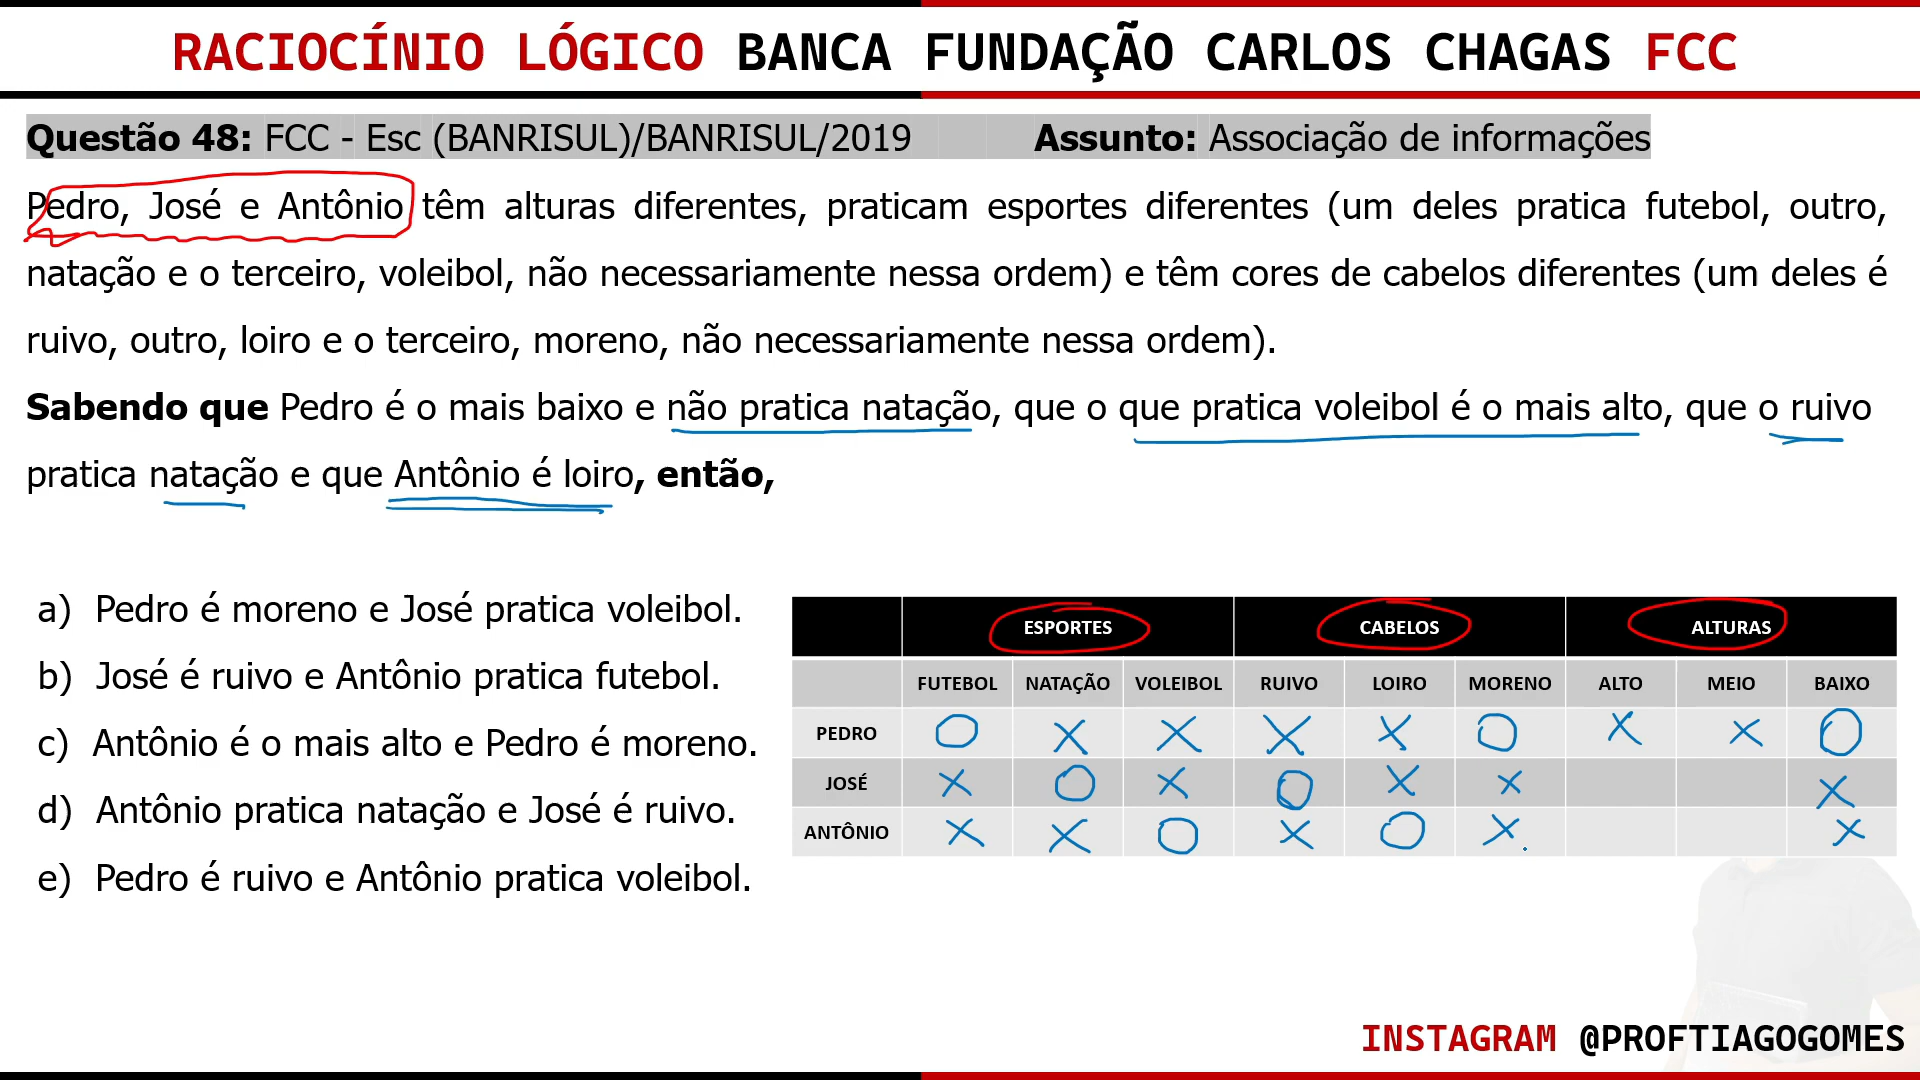 RACIOCÍNIO LÓGICO BANCA FUNDAÇÃO CARLOS CHAGAS FCC
Questão 48: FCC - Esc (BANRISUL)/BANRISUL/2019 Assunto: Associação de informações
Pedro, José e Antônio têm alturas diferentes, praticam esportes diferentes (um deles pratica futebol, outro,
natação e o terceiro, voleibol, não necessariamente nessa ordem) e têm cores de cabelos diferentes (um deles é
ruivo, outro, loiro e o terceiro, moreno, não necessariamente nessa ordem).
Sabendo que Pedro é o mais baixo e não pratica natação, que o que pratica voleibol é o mais alto, que o ruivo
pratica natação e que Antônio é loiro, então,
a) Pedro é moreno e José pratica voleibol.
b) José é ruivo e Antônio pratica futebol.
c) Antônio é o mais alto e Pedro é moreno.
d) Antônio pratica natação e José é ruivo.
e) Pedro é ruivo e Antônio pratica voleibol.
ESPORTES CABELOS ALTURAS
FUTEBOL NATAÇÃO VOLEIBOL RUIVO LOIRO MORENO ALTO MEIO BAIXO
PEDRO O X X X X O X X O
JOSÉ X O X O X X X
ANTÔNIO X X O X O X X
INSTAGRAM @PROFTIAGOGOMES